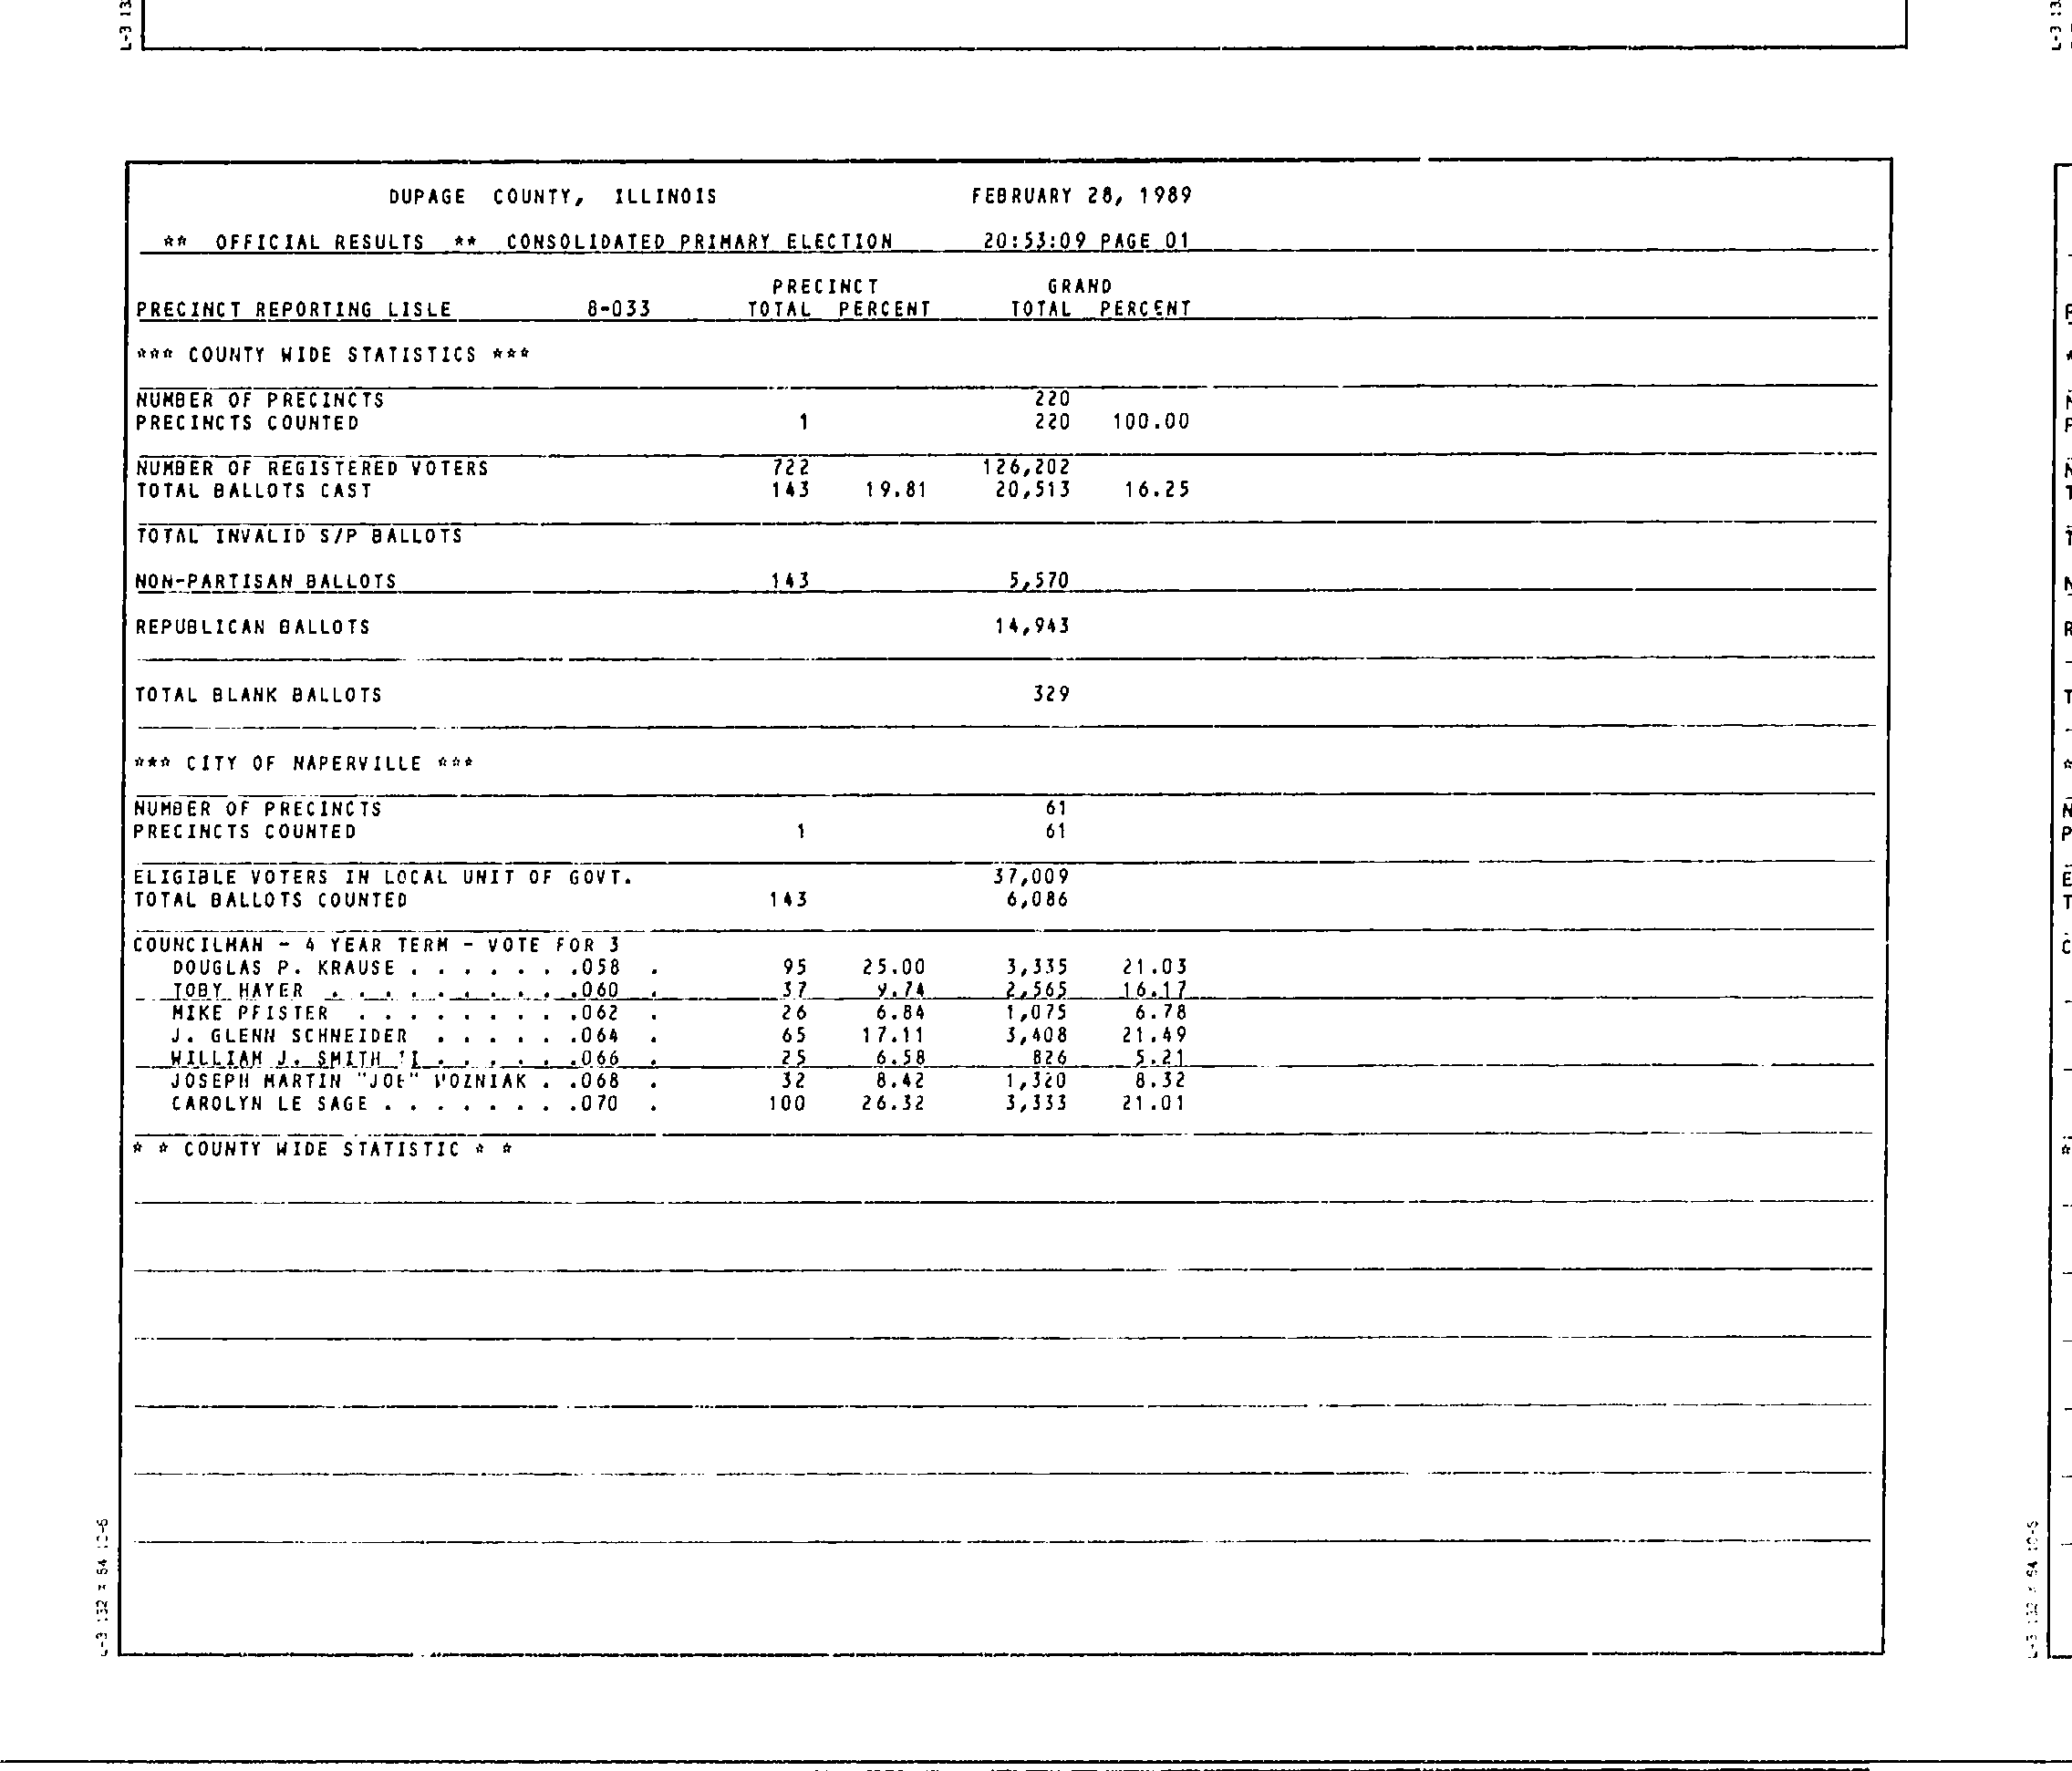 L-3 13
L-3 13
DUPAGE COUNTY, ILLINOIS FEBRUARY 28, 1989
** OFFICIAL RESULTS ** CONSOLIDATED PRIMARY ELECTION 20:53:09 PAGE 01
PRECINCT GRAND
PRECINCT REPORTING LISLE 8-033 TOTAL PERCENT TOTAL PERCENT
*** COUNTY WIDE STATISTICS ***
NUMBER OF PRECINCTS 220
PRECINCTS COUNTED 1 220 100.00
NUMBER OF REGISTERED VOTERS 722 126,202
TOTAL BALLOTS CAST 143 19.81 20,513 16.25
TOTAL INVALID S/P BALLOTS
NON-PARTISAN BALLOTS 143 5,570
REPUBLICAN BALLOTS 14,943
TOTAL BLANK BALLOTS 329
*** CITY OF NAPERVILLE ***
NUMBER OF PRECINCTS 61
PRECINCTS COUNTED 1 61
ELIGIBLE VOTERS IN LOCAL UNIT OF GOVT. 37,009
TOTAL BALLOTS COUNTED 143 6,086
COUNCILMAN - 4 YEAR TERM - VOTE FOR 3
DOUGLAS P. KRAUSE . . . . . . .058 . 95 25.00 3,335 21.03
TOBY HAYER . . . . . . . . . .060 . 37 9.74 2,565 16.17
MIKE PFISTER . . . . . . . . .062 . 26 6.84 1,075 6.78
J. GLENN SCHNEIDER . . . . . .064 . 65 17.11 3,408 21.49
WILLIAM J. SMITH II . . . . . .066 . 25 6.58 826 5.21
JOSEPH MARTIN "JOE" WOZNIAK . .068 . 32 8.42 1,320 8.32
CAROLYN LE SAGE . . . . . . . .070 . 100 26.32 3,333 21.01
* * COUNTY WIDE STATISTIC * *
L-3 132 X 54 10-S
L-3 132 X 54 10-S